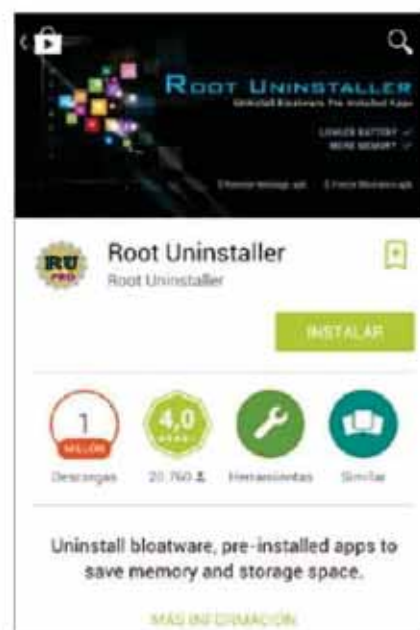 ROOT UNINSTALLER
Uninstall Bloatware Pre-Installed Apps
LONGER BATTERY
MORE MEMORY
RU
PRO
Root Uninstaller
Root Uninstaller
INSTALAR
1
MILLÓN
Descargas
4,0
20.760
Herramientas
Similar
Uninstall bloatware, pre-installed apps to
save memory and storage space.
MÁS INFORMACIÓN